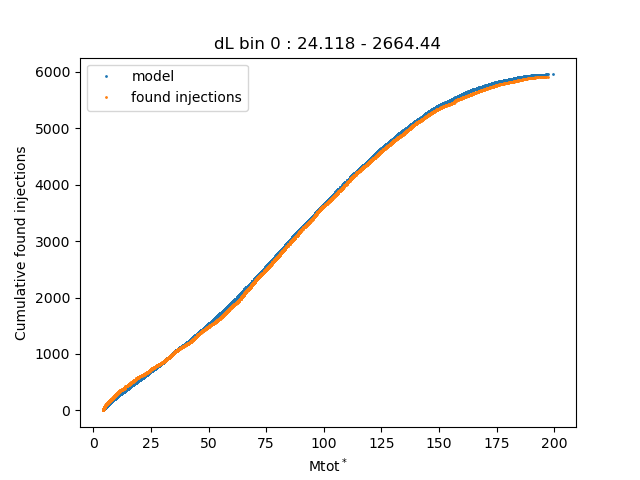 dL bin 0 : 24.118 - 2664.44
model
found injections
Cumulative found injections
6000
5000
4000
3000
2000
1000
0
0 25 50 75 100 125 150 175 200
Mtot*